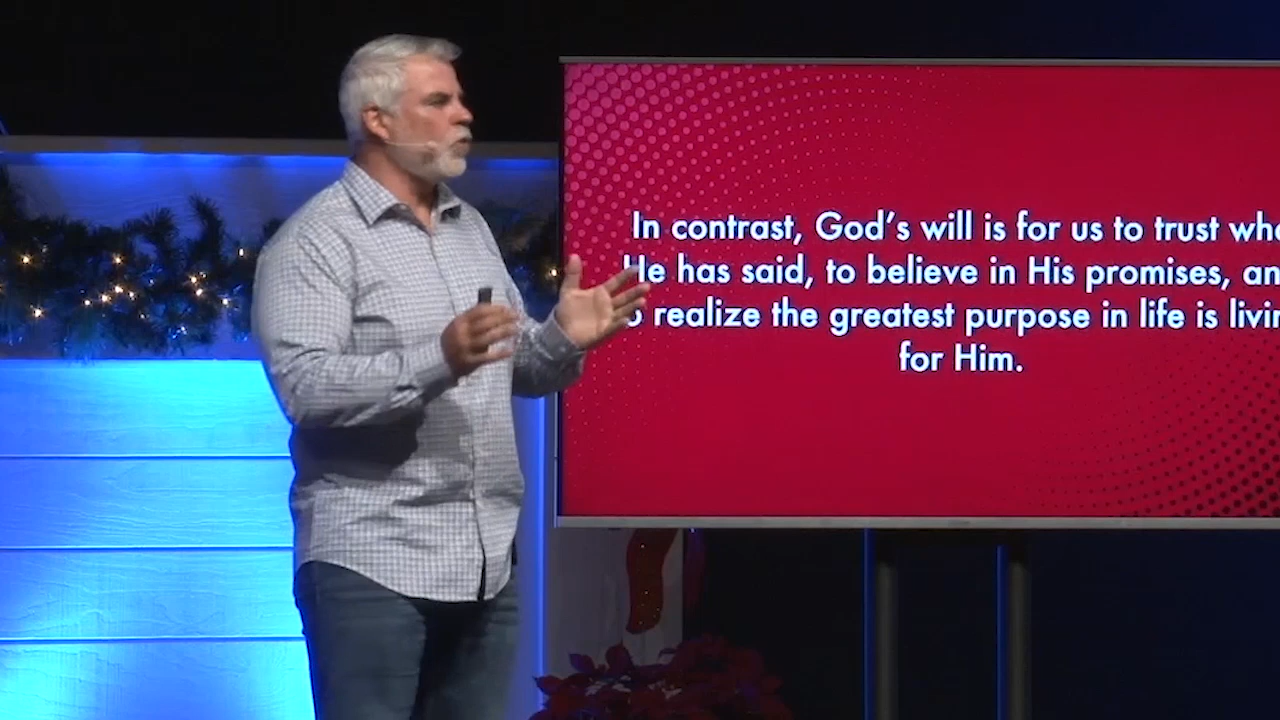 In contrast, God's will is for us to trust
He has said, to believe in His promises,
realize the greatest purpose in life is
for Him.